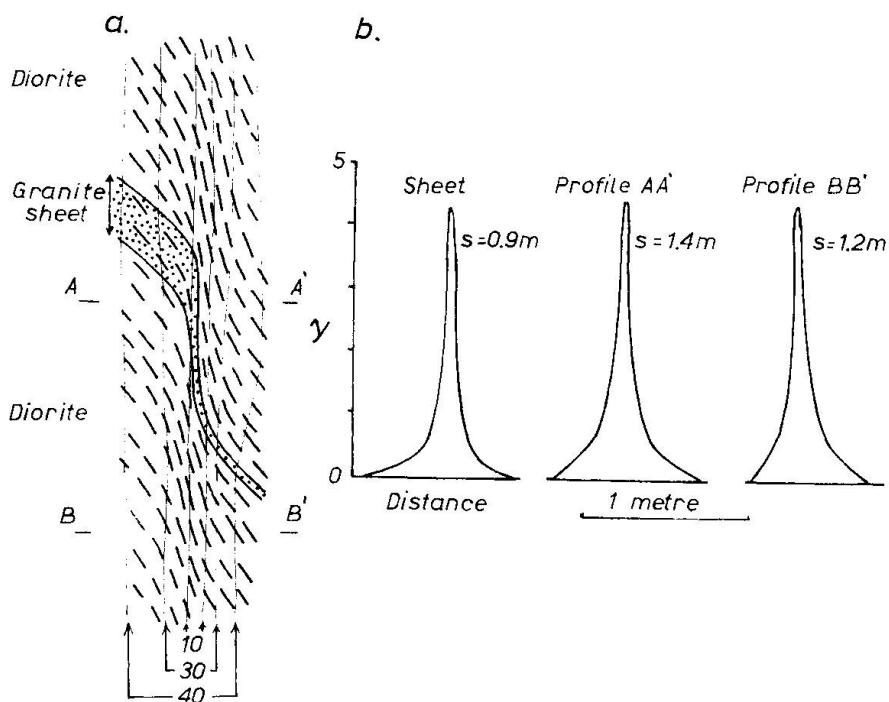 a.
Diorite
Granite
sheet
A
A'
Diorite
B
B'
10
30
40
b.
5
γ
0
Sheet
s=0.9m
Profile AA'
s=1.4m
Profile BB'
s=1.2m
Distance
1 metre